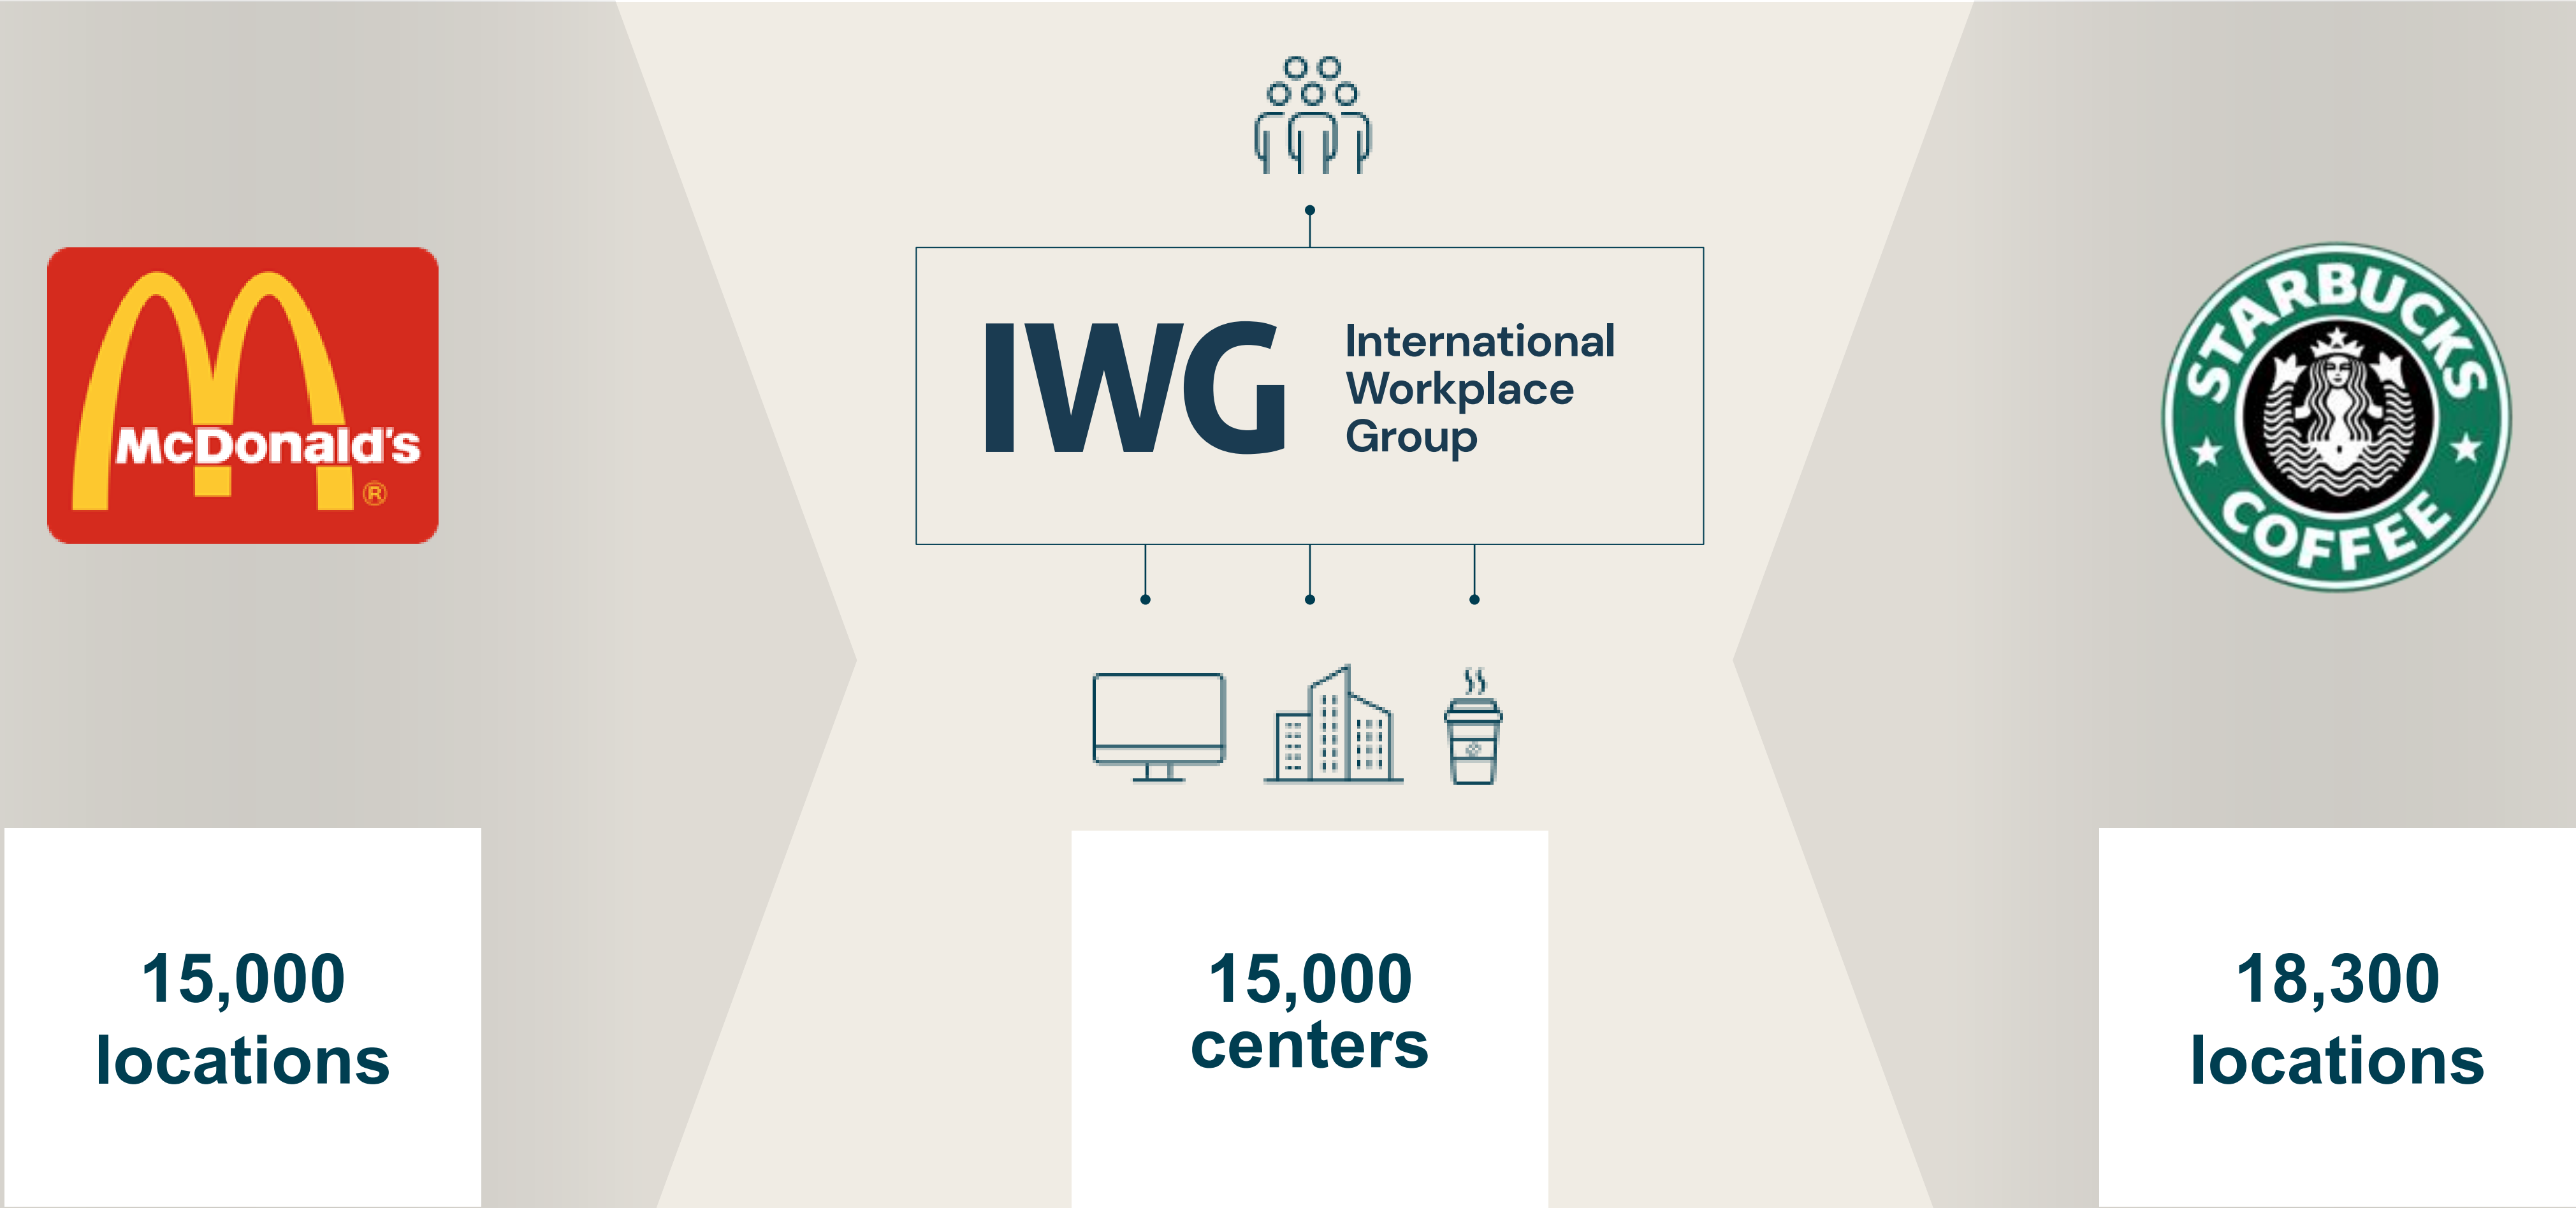 McDonald's
®
15,000
locations
IWG
International
Workplace
Group
15,000
centers
STARBUCKS
COFFEE
18,300
locations